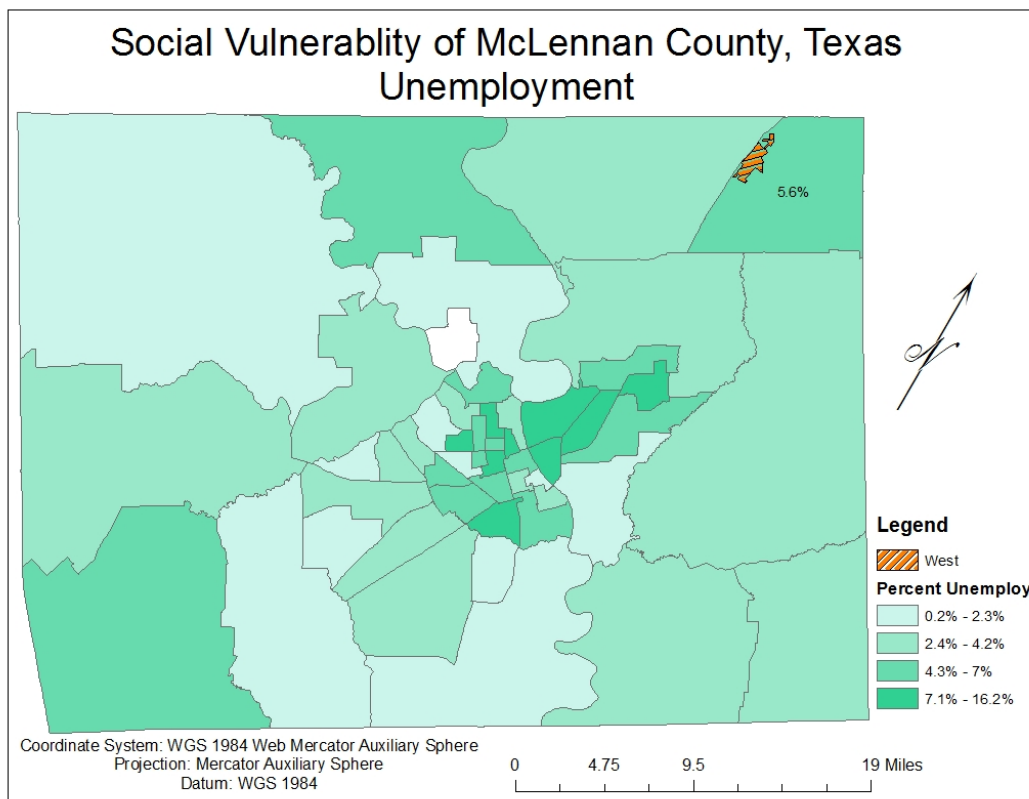 Social Vulnerablity of McLennan County, Texas
Unemployment
5.6%
N
Legend
West
Percent Unemploy
0.2% - 2.3%
2.4% - 4.2%
4.3% - 7%
7.1% - 16.2%
Coordinate System: WGS 1984 Web Mercator Auxiliary Sphere
Projection: Mercator Auxiliary Sphere
Datum: WGS 1984
0 4.75 9.5 19 Miles